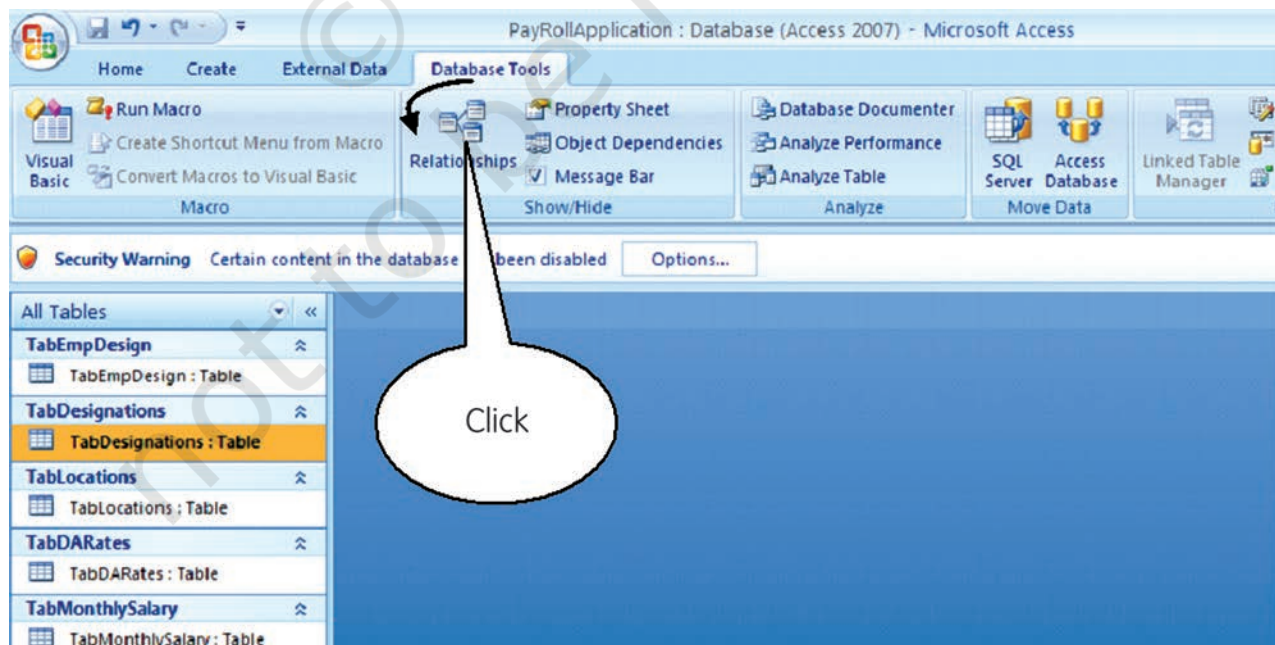 PayRollApplication : Database (Access 2007) - Microsoft Access
Home Create External Data Database Tools
Visual Basic
Run Macro
Create Shortcut Menu from Macro
Convert Macros to Visual Basic
Macro
Relationships
Property Sheet
Object Dependencies
Message Bar
Show/Hide
Database Documenter
Analyze Performance
Analyze Table
Analyze
SQL Server
Access Database
Move Data
Linked Table Manager
Security Warning Certain content in the database been disabled Options...
All Tables
TabEmpDesign
TabEmpDesign : Table
TabDesignations
TabDesignations : Table
TabLocations
TabLocations : Table
TabDARates
TabDARates : Table
TabMonthlySalary
TabMonthlySalary : Table
Click
© 
not to be